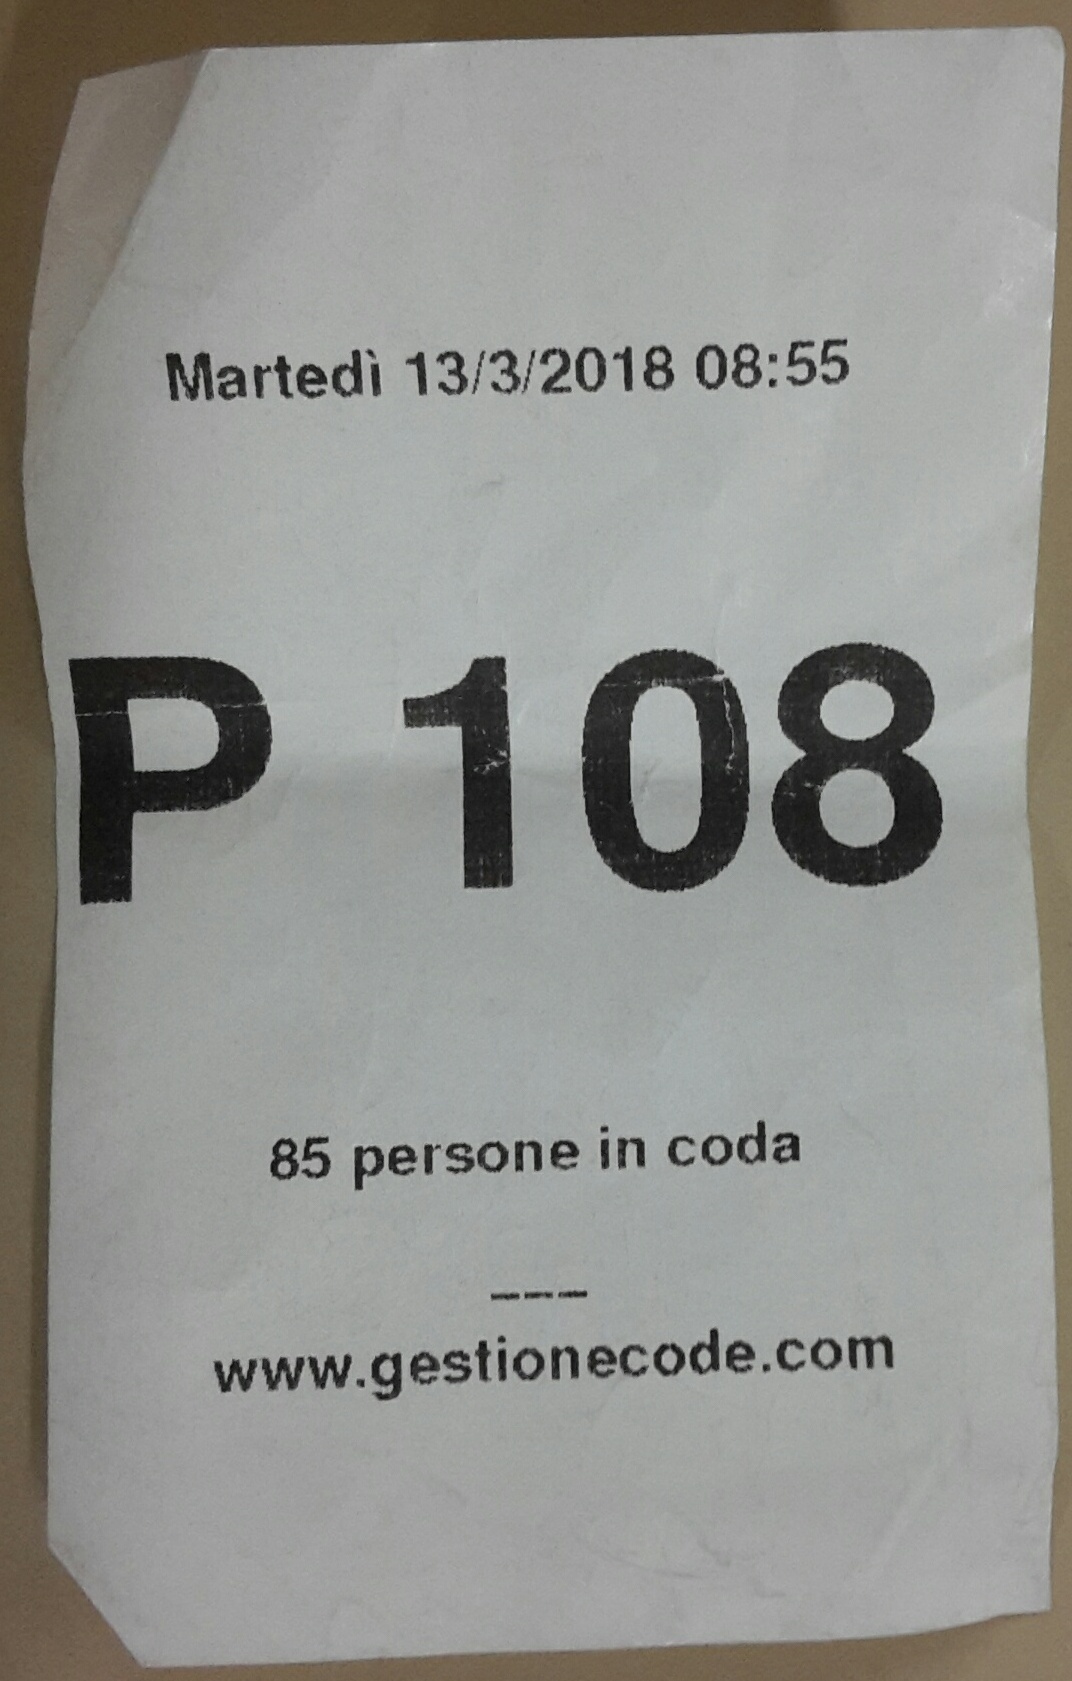 Martedì 13/3/2018 08:55
P 108
85 persone in coda
---
www.gestionecode.com